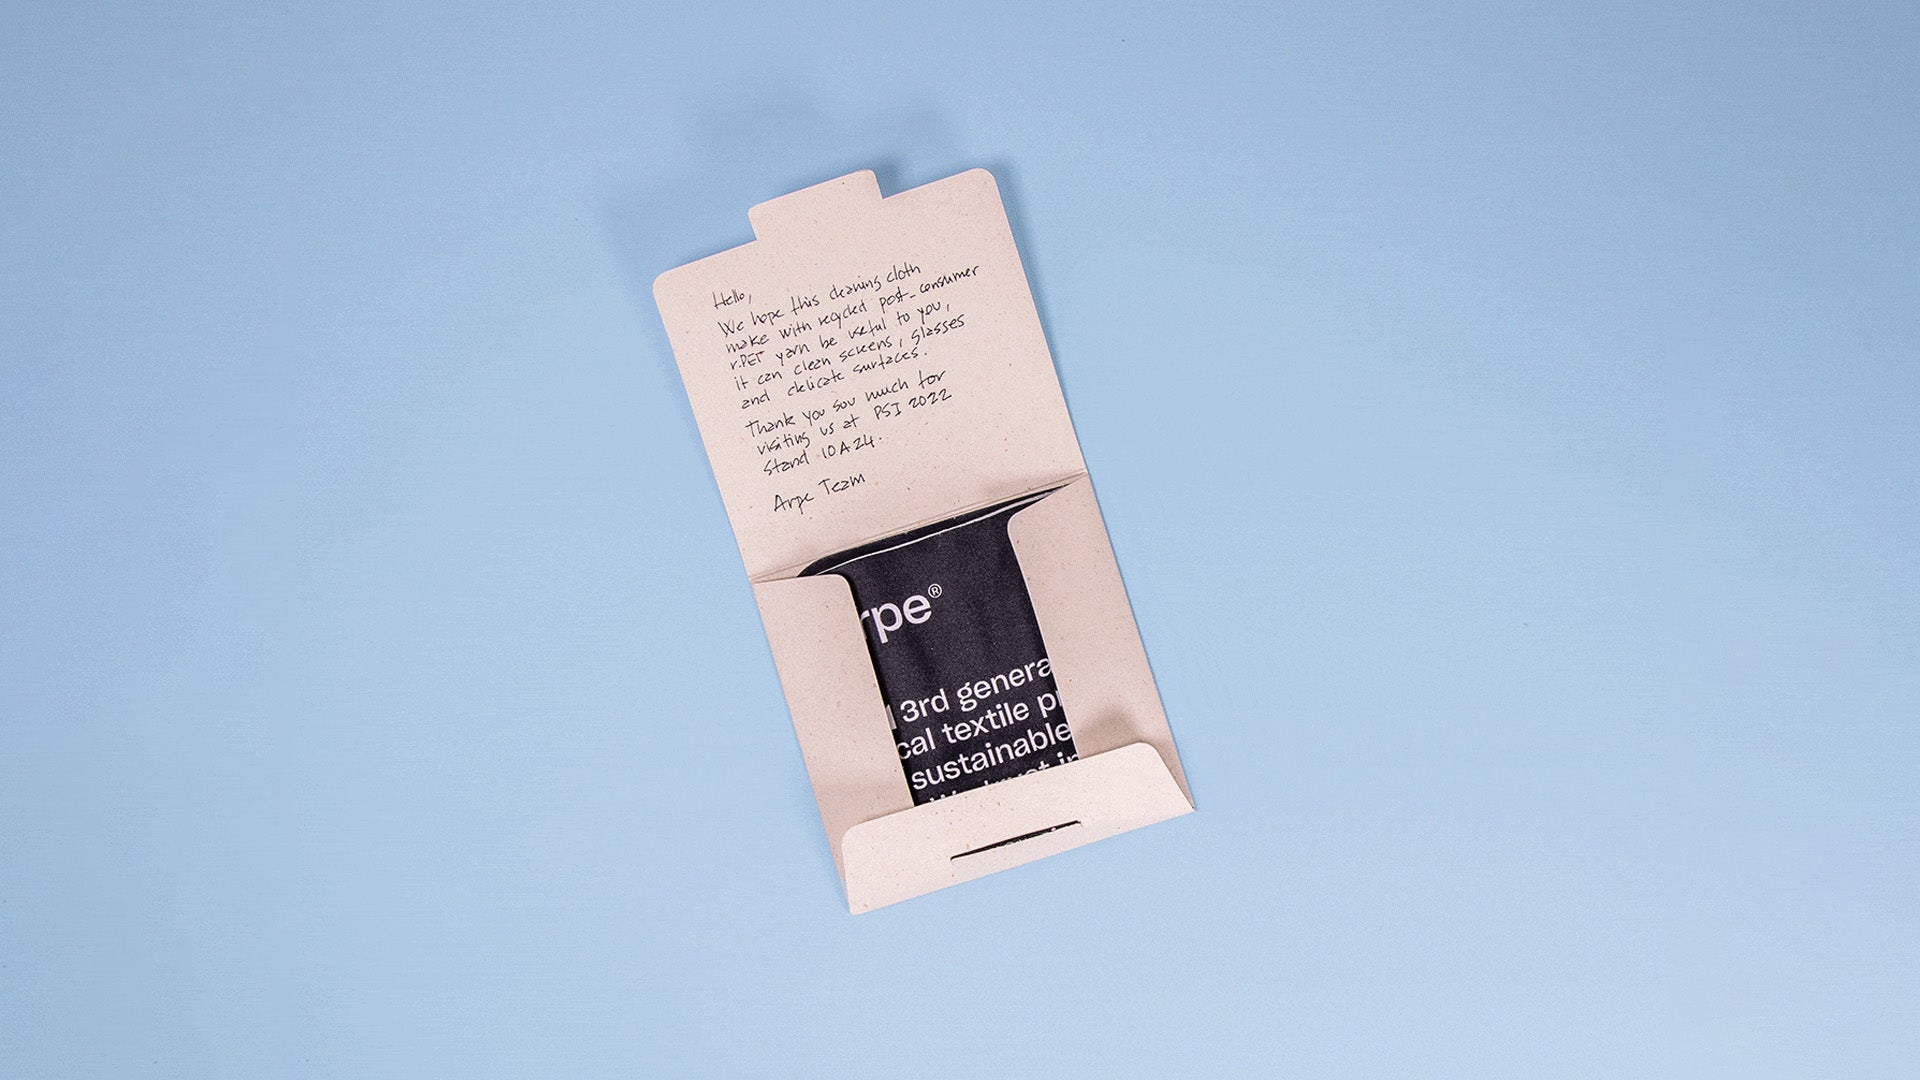 Hello,
We hope this cleaning cloth
make with recycled post-consumer
r.PET yarn be useful to you,
it can clean screens, glasses
and delicate surfaces.
Thank you sou much for
visiting us at PSI 2022
Stand 10A24.
Arpe Team
rpe®
3rd genera
cal textile p
sustainable